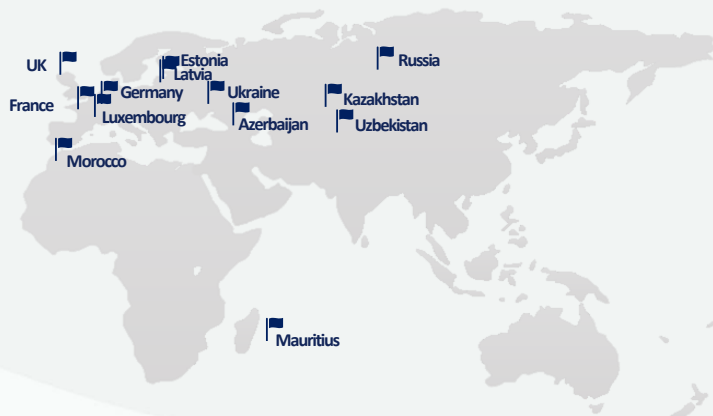 UK
Estonia
Latvia
Russia
France
Germany
Ukraine
Kazakhstan
Luxembourg
Azerbaijan
Uzbekistan
Morocco
Mauritius